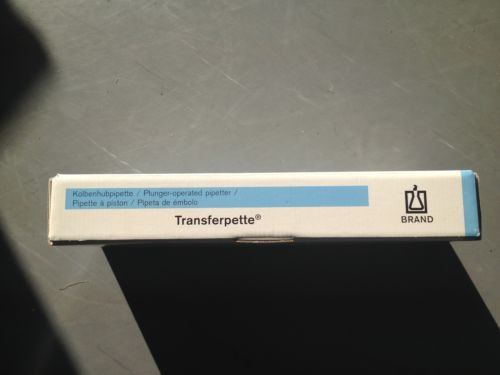 Kolbenhubpipette / Plunger-operated pipetter /
Pipette à piston / Pipeta de émbolo
Transferpette®
BRAND